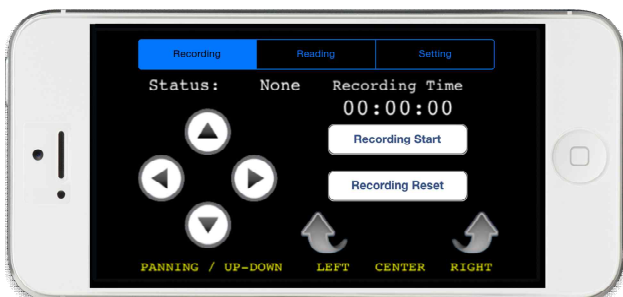 Recording Reading Setting
Status: None Recording Time
00:00:00
Recording Start
Recording Reset
PANNING / UP-DOWN LEFT CENTER RIGHT